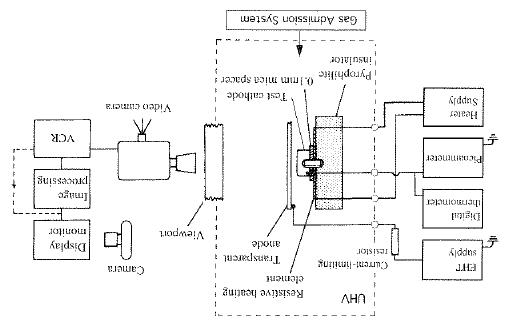 UHV
EHT
supply
Current-limiting
resistor
Resistive heating
element
Transparent
anode
Viewport
Camera
Display
monitor
Digital
thermometer
Image
processing
Picoammeter
VCR
Heater
Supply
Pyrophilite
insulator
0.1mm mica spacer
Test cathode
Video camera
Gas Admission System